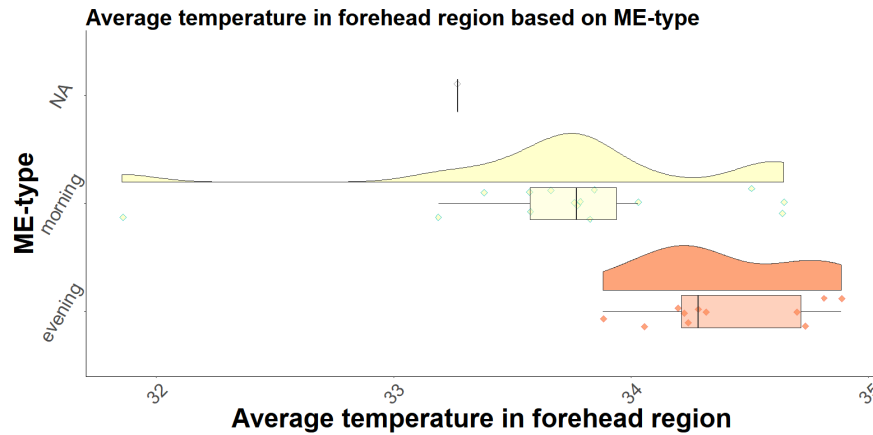 Average temperature in forehead region based on ME-type
NA
morning
evening
ME-type
32
33
34
35
Average temperature in forehead region